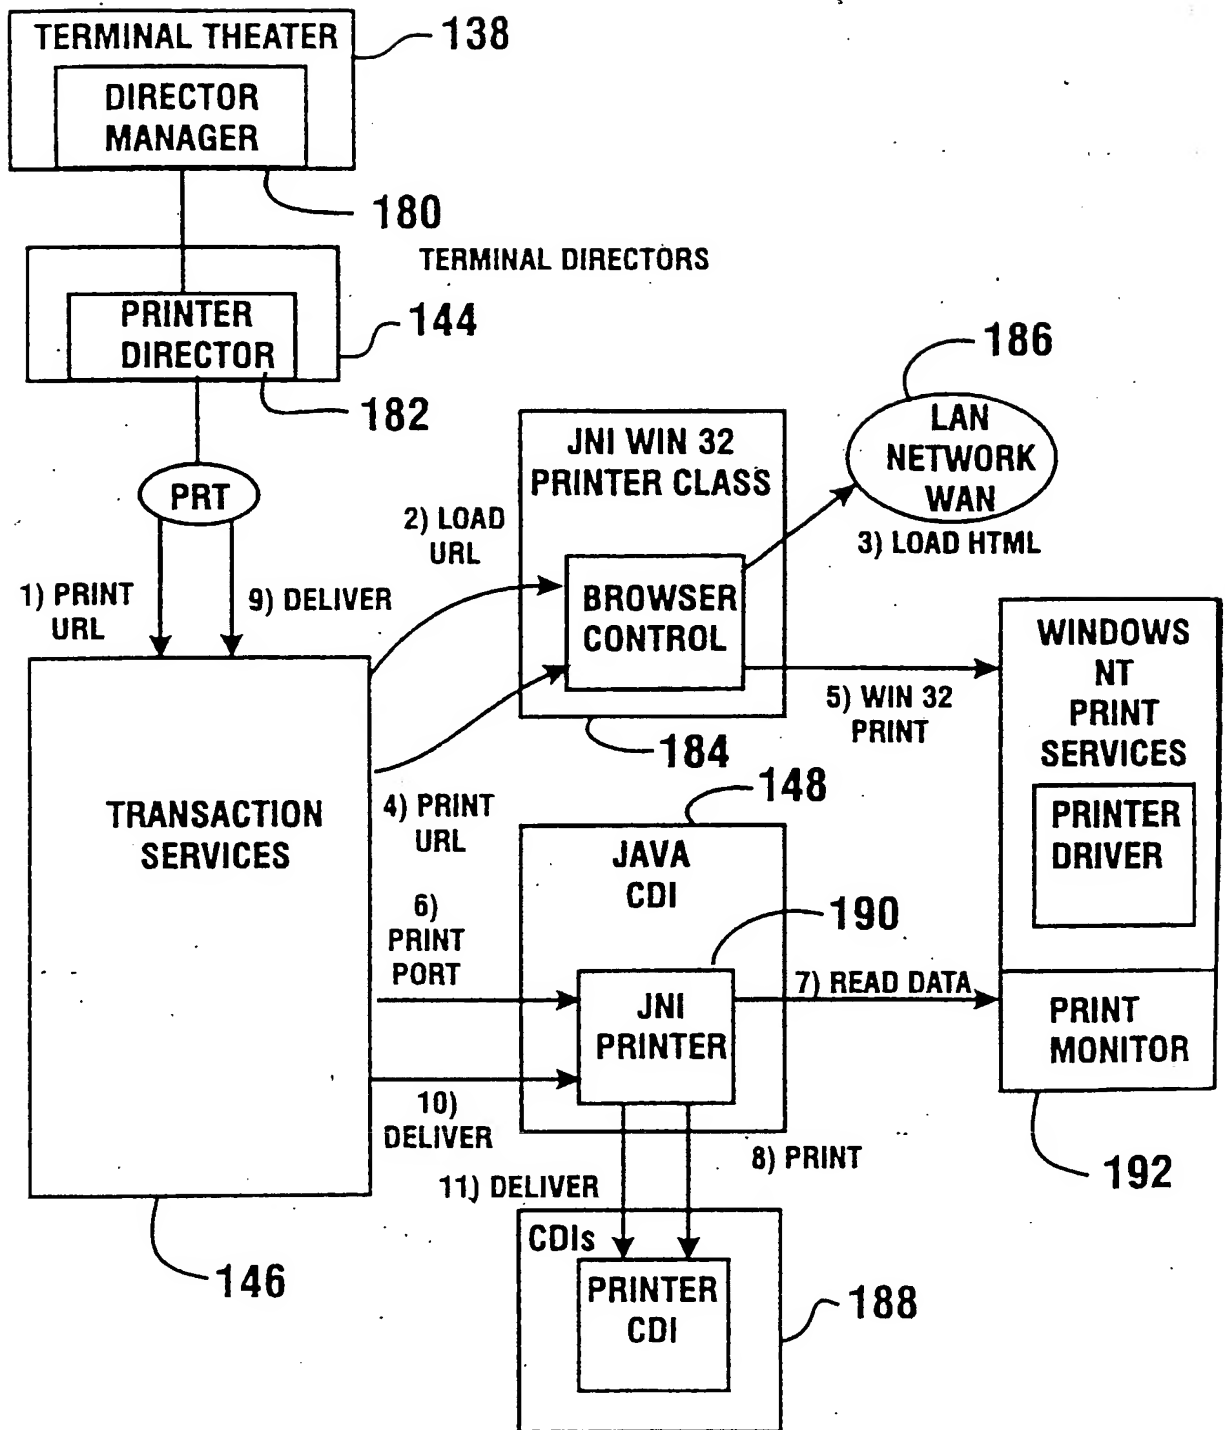 TERMINAL THEATER
138
DIRECTOR
MANAGER
180
TERMINAL DIRECTORS
PRINTER
DIRECTOR
144
182
PRT
1) PRINT
URL
9) DELIVER
2) LOAD
URL
JNI WIN 32
PRINTER CLASS
BROWSER
CONTROL
184
186
LAN
NETWORK
WAN
3) LOAD HTML
4) PRINT
URL
5) WIN 32
PRINT
WINDOWS
NT
PRINT
SERVICES
PRINTER
DRIVER
PRINT
MONITOR
192
TRANSACTION
SERVICES
146
148
JAVA
CDI
190
6)
PRINT
PORT
JNI
PRINTER
7) READ DATA
10)
DELIVER
8) PRINT
11) DELIVER
CDIs
PRINTER
CDI
188